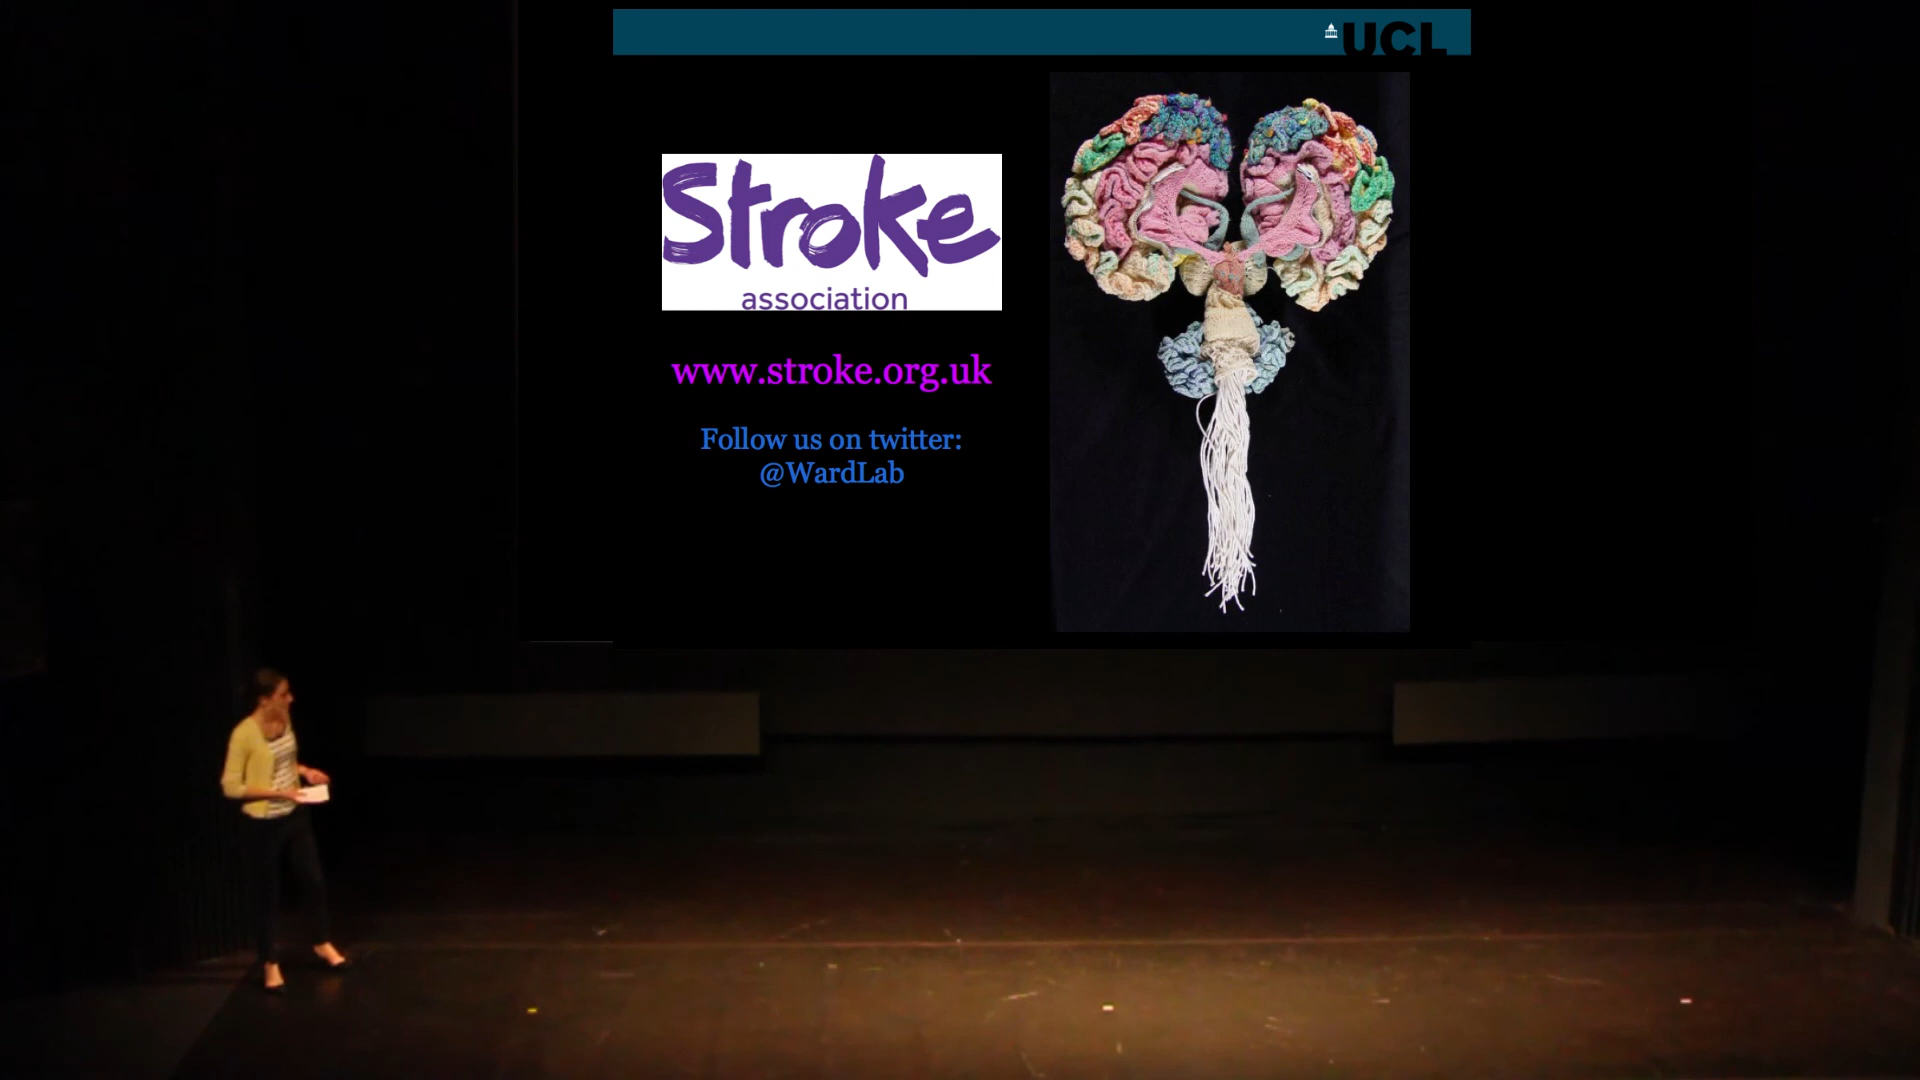 UCL
Stroke
association
www.stroke.org.uk
Follow us on twitter:
@WardLab